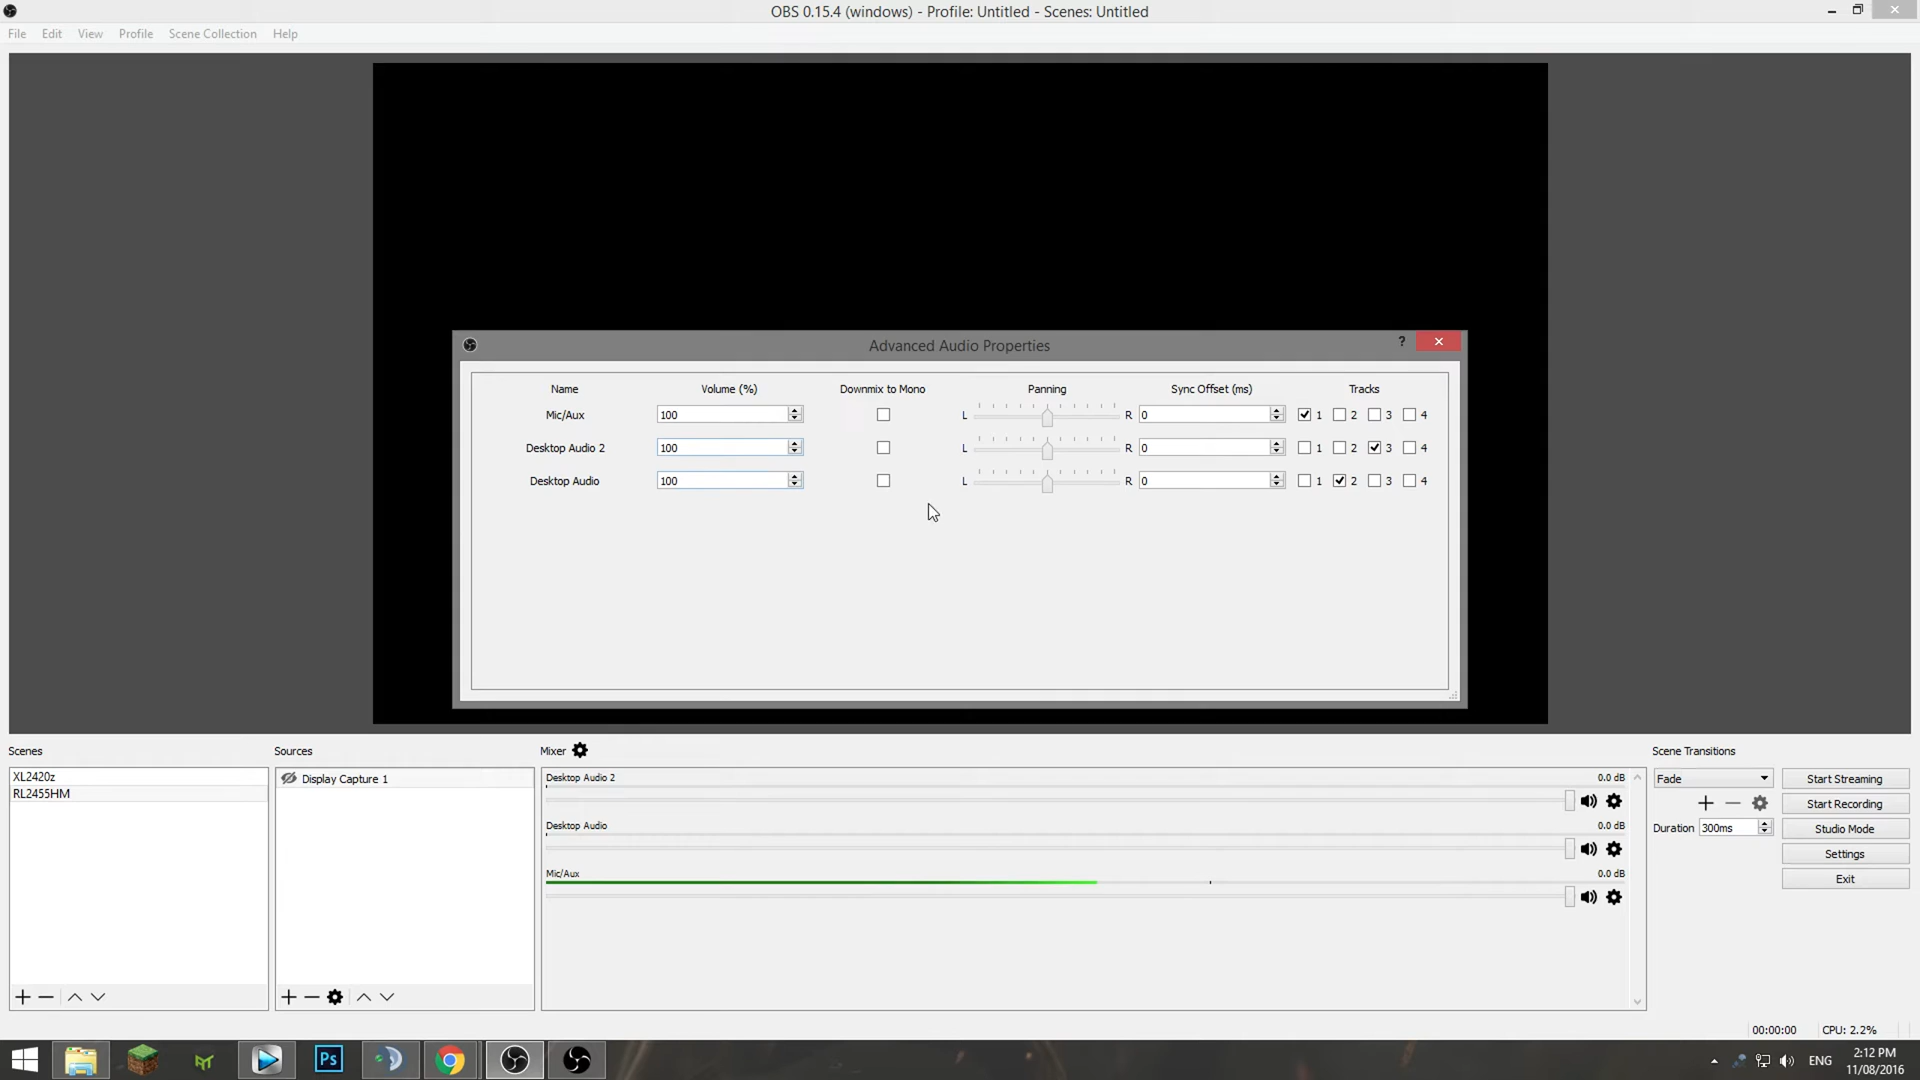 OBS 0.15.4 (windows) - Profile: Untitled - Scenes: Untitled
File Edit View Profile Scene Collection Help
Advanced Audio Properties ?
Name Volume (%) Downmix to Mono Panning Sync Offset (ms) Tracks
Mic/Aux 100 L R 0 1 2 3 4
Desktop Audio 2 100 L R 0 1 2 3 4
Desktop Audio 100 L R 0 1 2 3 4
Scenes Sources Mixer Scene Transitions
XL2420z
RL2455HM
Display Capture 1
Desktop Audio 2 0.0 dB
Desktop Audio 0.0 dB
Mic/Aux 0.0 dB
Fade
Duration 300ms
Start Streaming
Start Recording
Studio Mode
Settings
Exit
00:00:00 CPU: 2.2%
Ps
ENG
2:12 PM
11/08/2016